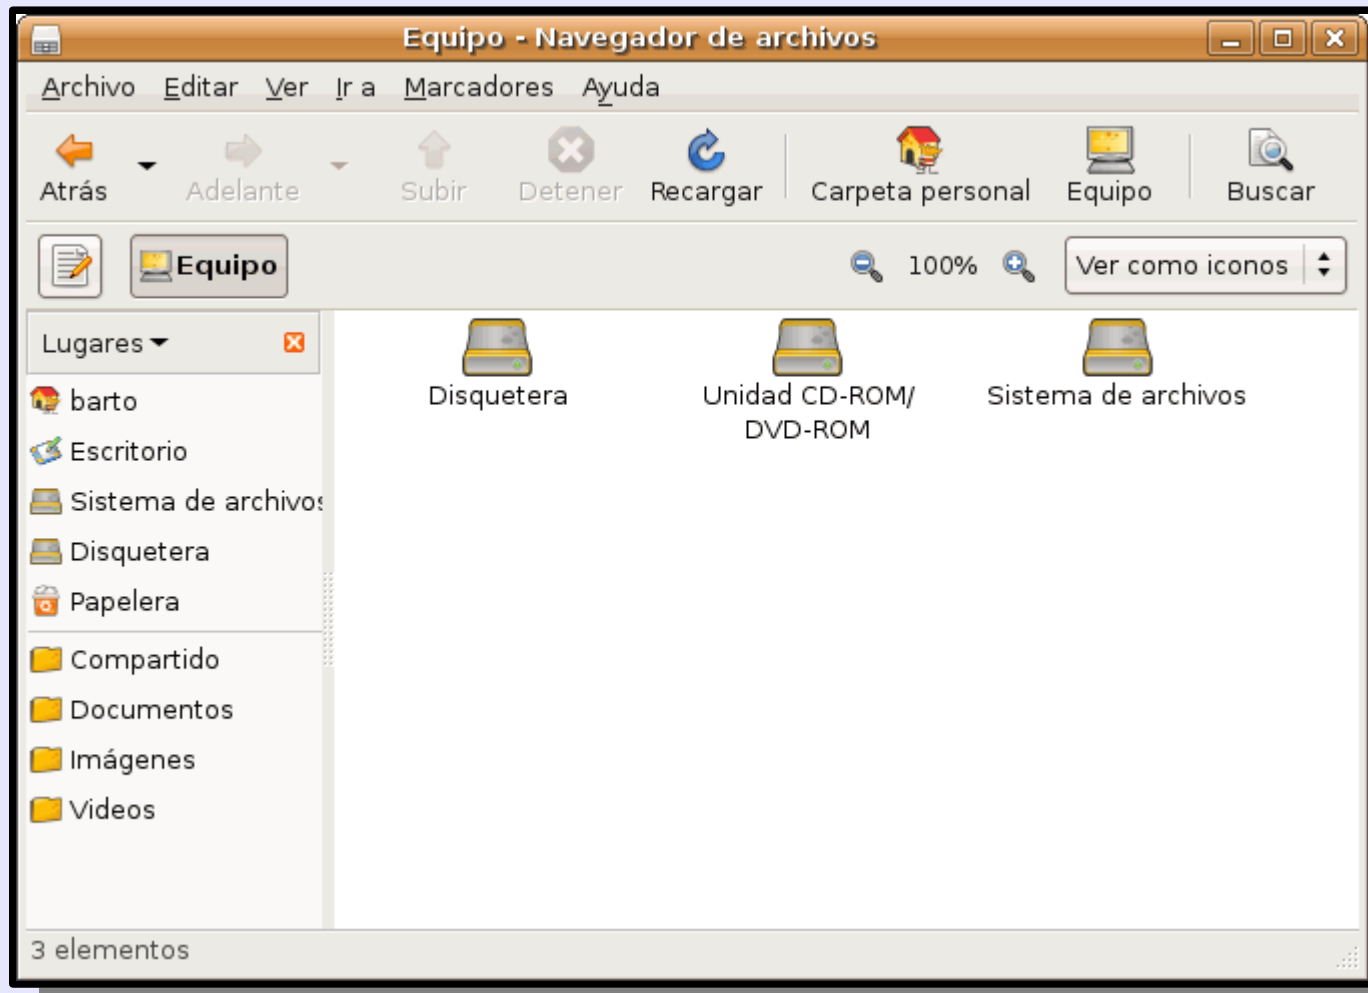 Equipo - Navegador de archivos
Archivo Editar Ver Ir a Marcadores Ayuda
Atrás Adelante Subir Detener Recargar Carpeta personal Equipo Buscar
Equipo 100% Ver como iconos
Lugares
barto
Escritorio
Sistema de archivos
Disquetera
Papelera
Compartido
Documentos
Imágenes
Videos
Disquetera
Unidad CD-ROM/
DVD-ROM
Sistema de archivos
3 elementos